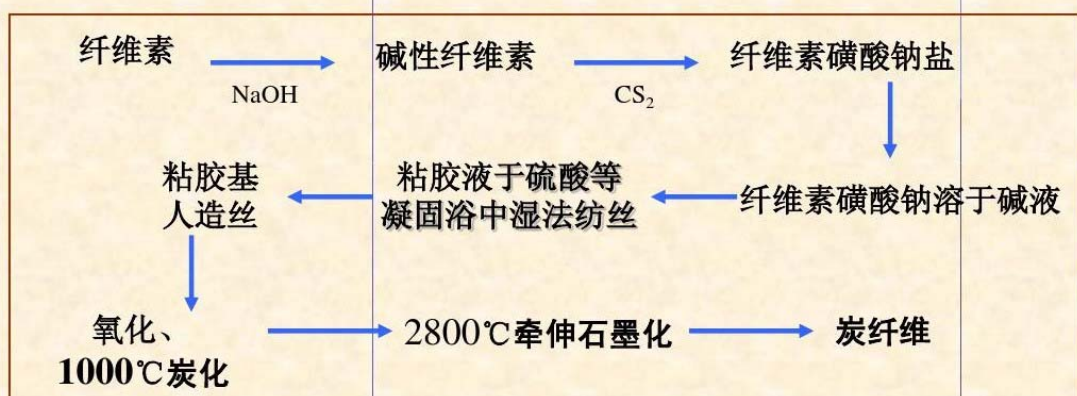 纤维素
碱性纤维素
纤维素磺酸钠盐
NaOH
CS₂
粘胶基
人造丝
粘胶液于硫酸等
凝固浴中湿法纺丝
纤维素磺酸钠溶于碱液
氧化、
1000℃炭化
2800℃牵伸石墨化
炭纤维